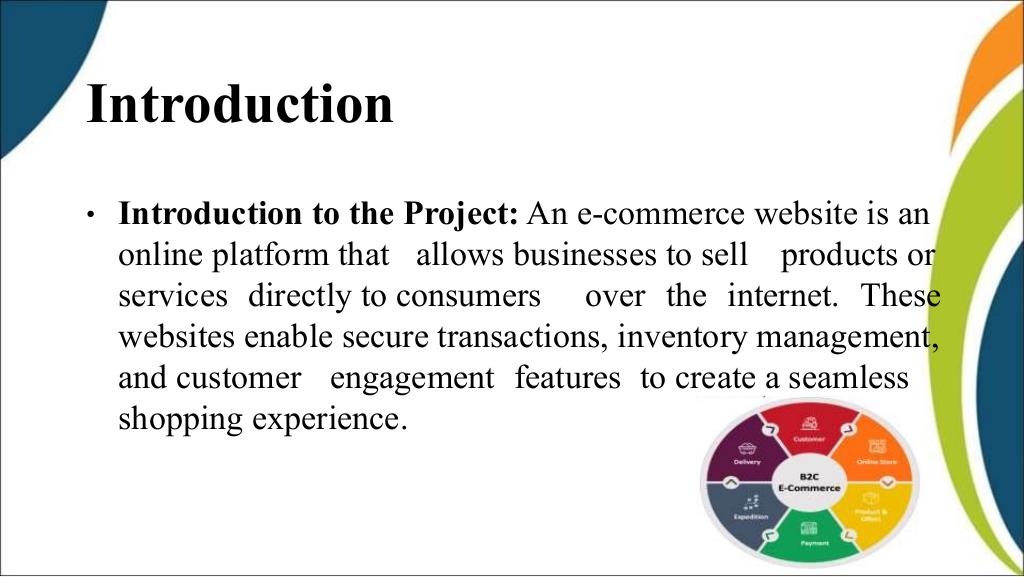 Introduction
• Introduction to the Project: An e-commerce website is an
online platform that allows businesses to sell products or
services directly to consumers over the internet. These
websites enable secure transactions, inventory management,
and customer engagement features to create a seamless
shopping experience.
Customer
Delivery
Online Store
B2C
E-Commerce
Expedition
Product &
Offers
Payment